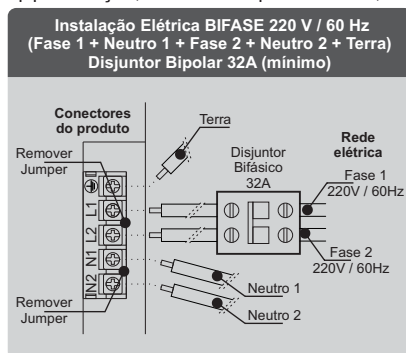 Instalação Elétrica BIFASE 220 V / 60 Hz
(Fase 1 + Neutro 1 + Fase 2 + Neutro 2 + Terra)
Disjuntor Bipolar 32A (mínimo)
Conectores
do produto
Terra
Remover
Jumper
Disjuntor
Bifásico
32A
Rede
elétrica
Fase 1
220V / 60Hz
L1
L2
N1
N2
Fase 2
220V / 60Hz
Neutro 1
Neutro 2
Remover
Jumper